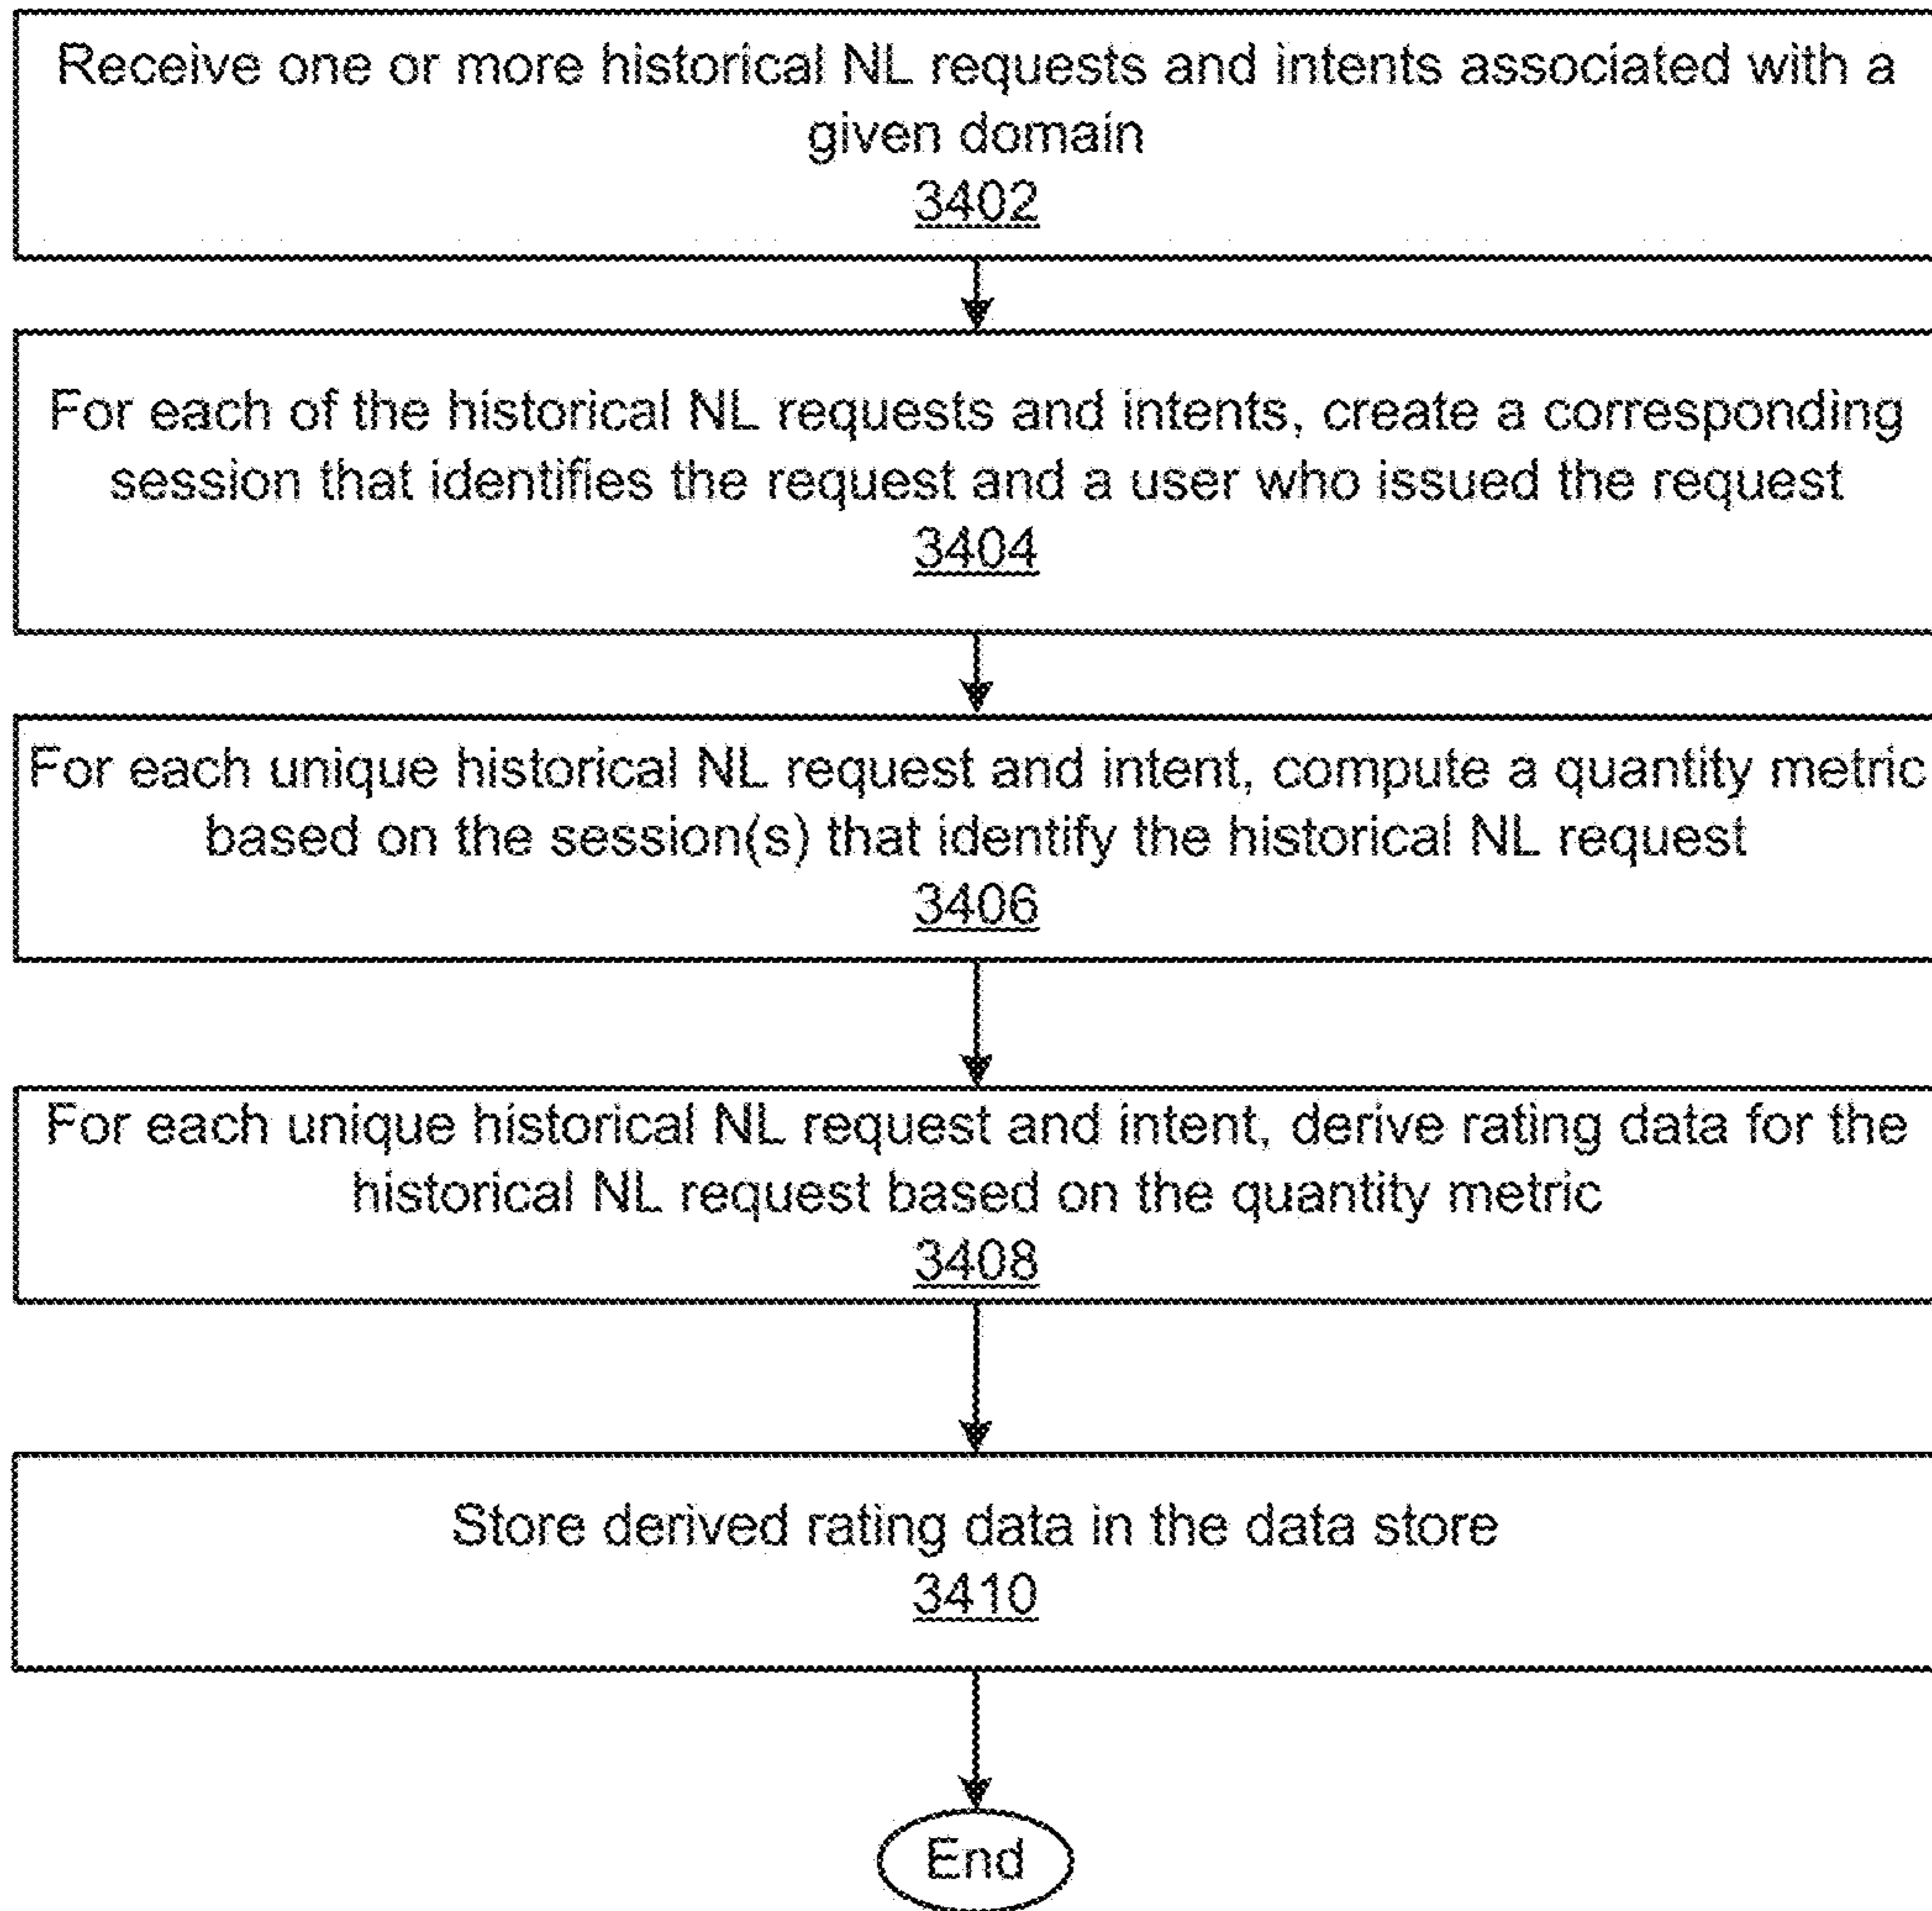 Receive one or more historical NL requests and intents associated with a
given domain
3402
For each of the historical NL requests and intents, create a corresponding
session that identifies the request and a user who issued the request
3404
For each unique historical NL request and intent, compute a quantity metric
based on the session(s) that identify the historical NL request
3406
For each unique historical NL request and intent, derive rating data for the
historical NL request based on the quantity metric
3408
Store derived rating data in the data store
3410
End